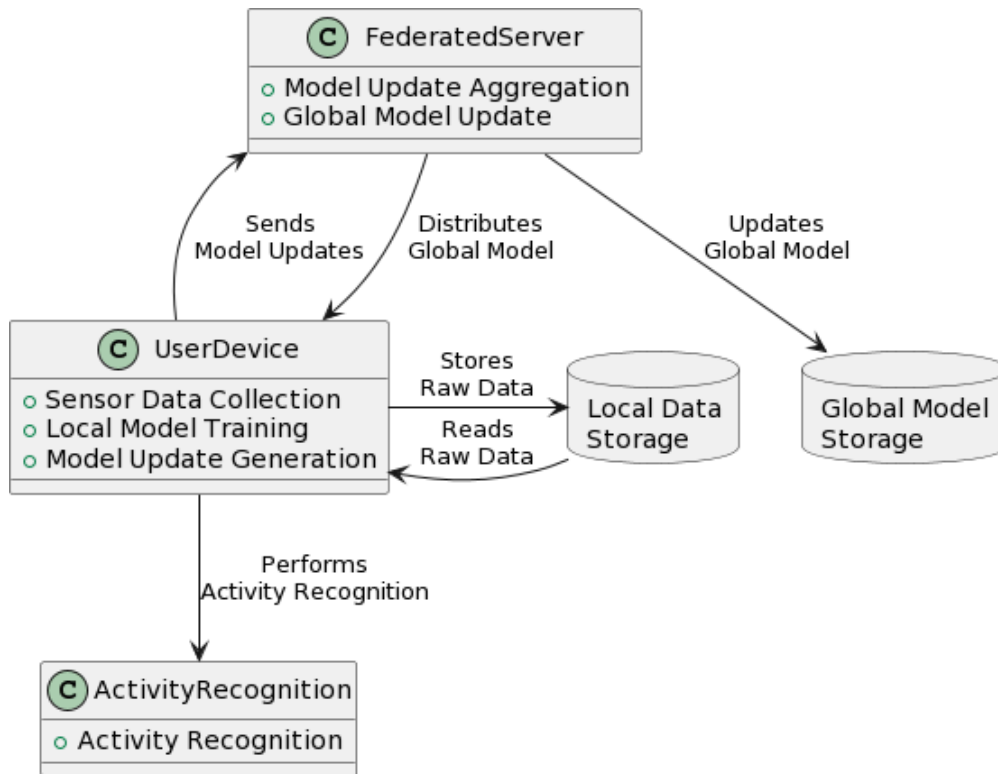 C FederatedServer
Model Update Aggregation
Global Model Update
Sends
Model Updates
Distributes
Global Model
Updates
Global Model
C UserDevice
Sensor Data Collection
Local Model Training
Model Update Generation
Stores
Raw Data
Reads
Raw Data
Local Data
Storage
Global Model
Storage
Performs
Activity Recognition
C ActivityRecognition
Activity Recognition